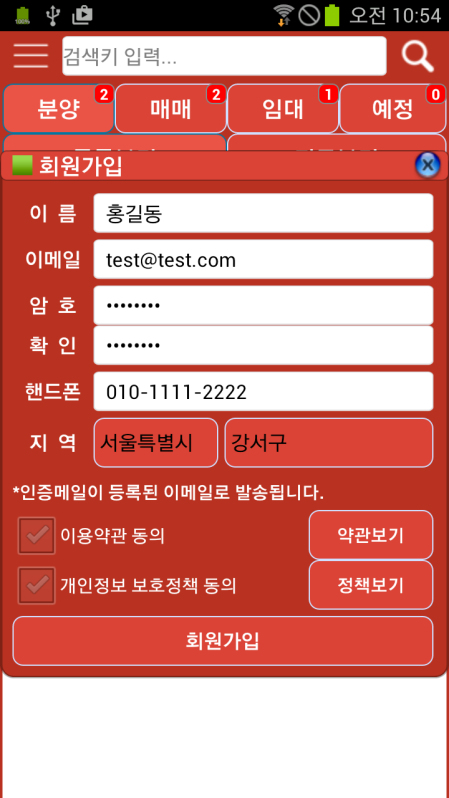 100%
오전 10:54
검색키 입력...
분양 2 매매 2 임대 1 예정 0
회원가입
이 름 홍길동
이메일 test@test.com
암 호 ••••••••
확 인 ••••••••
핸드폰 010-1111-2222
지 역 서울특별시 강서구
*인증메일이 등록된 이메일로 발송됩니다.
이용약관 동의 약관보기
개인정보 보호정책 동의 정책보기
회원가입